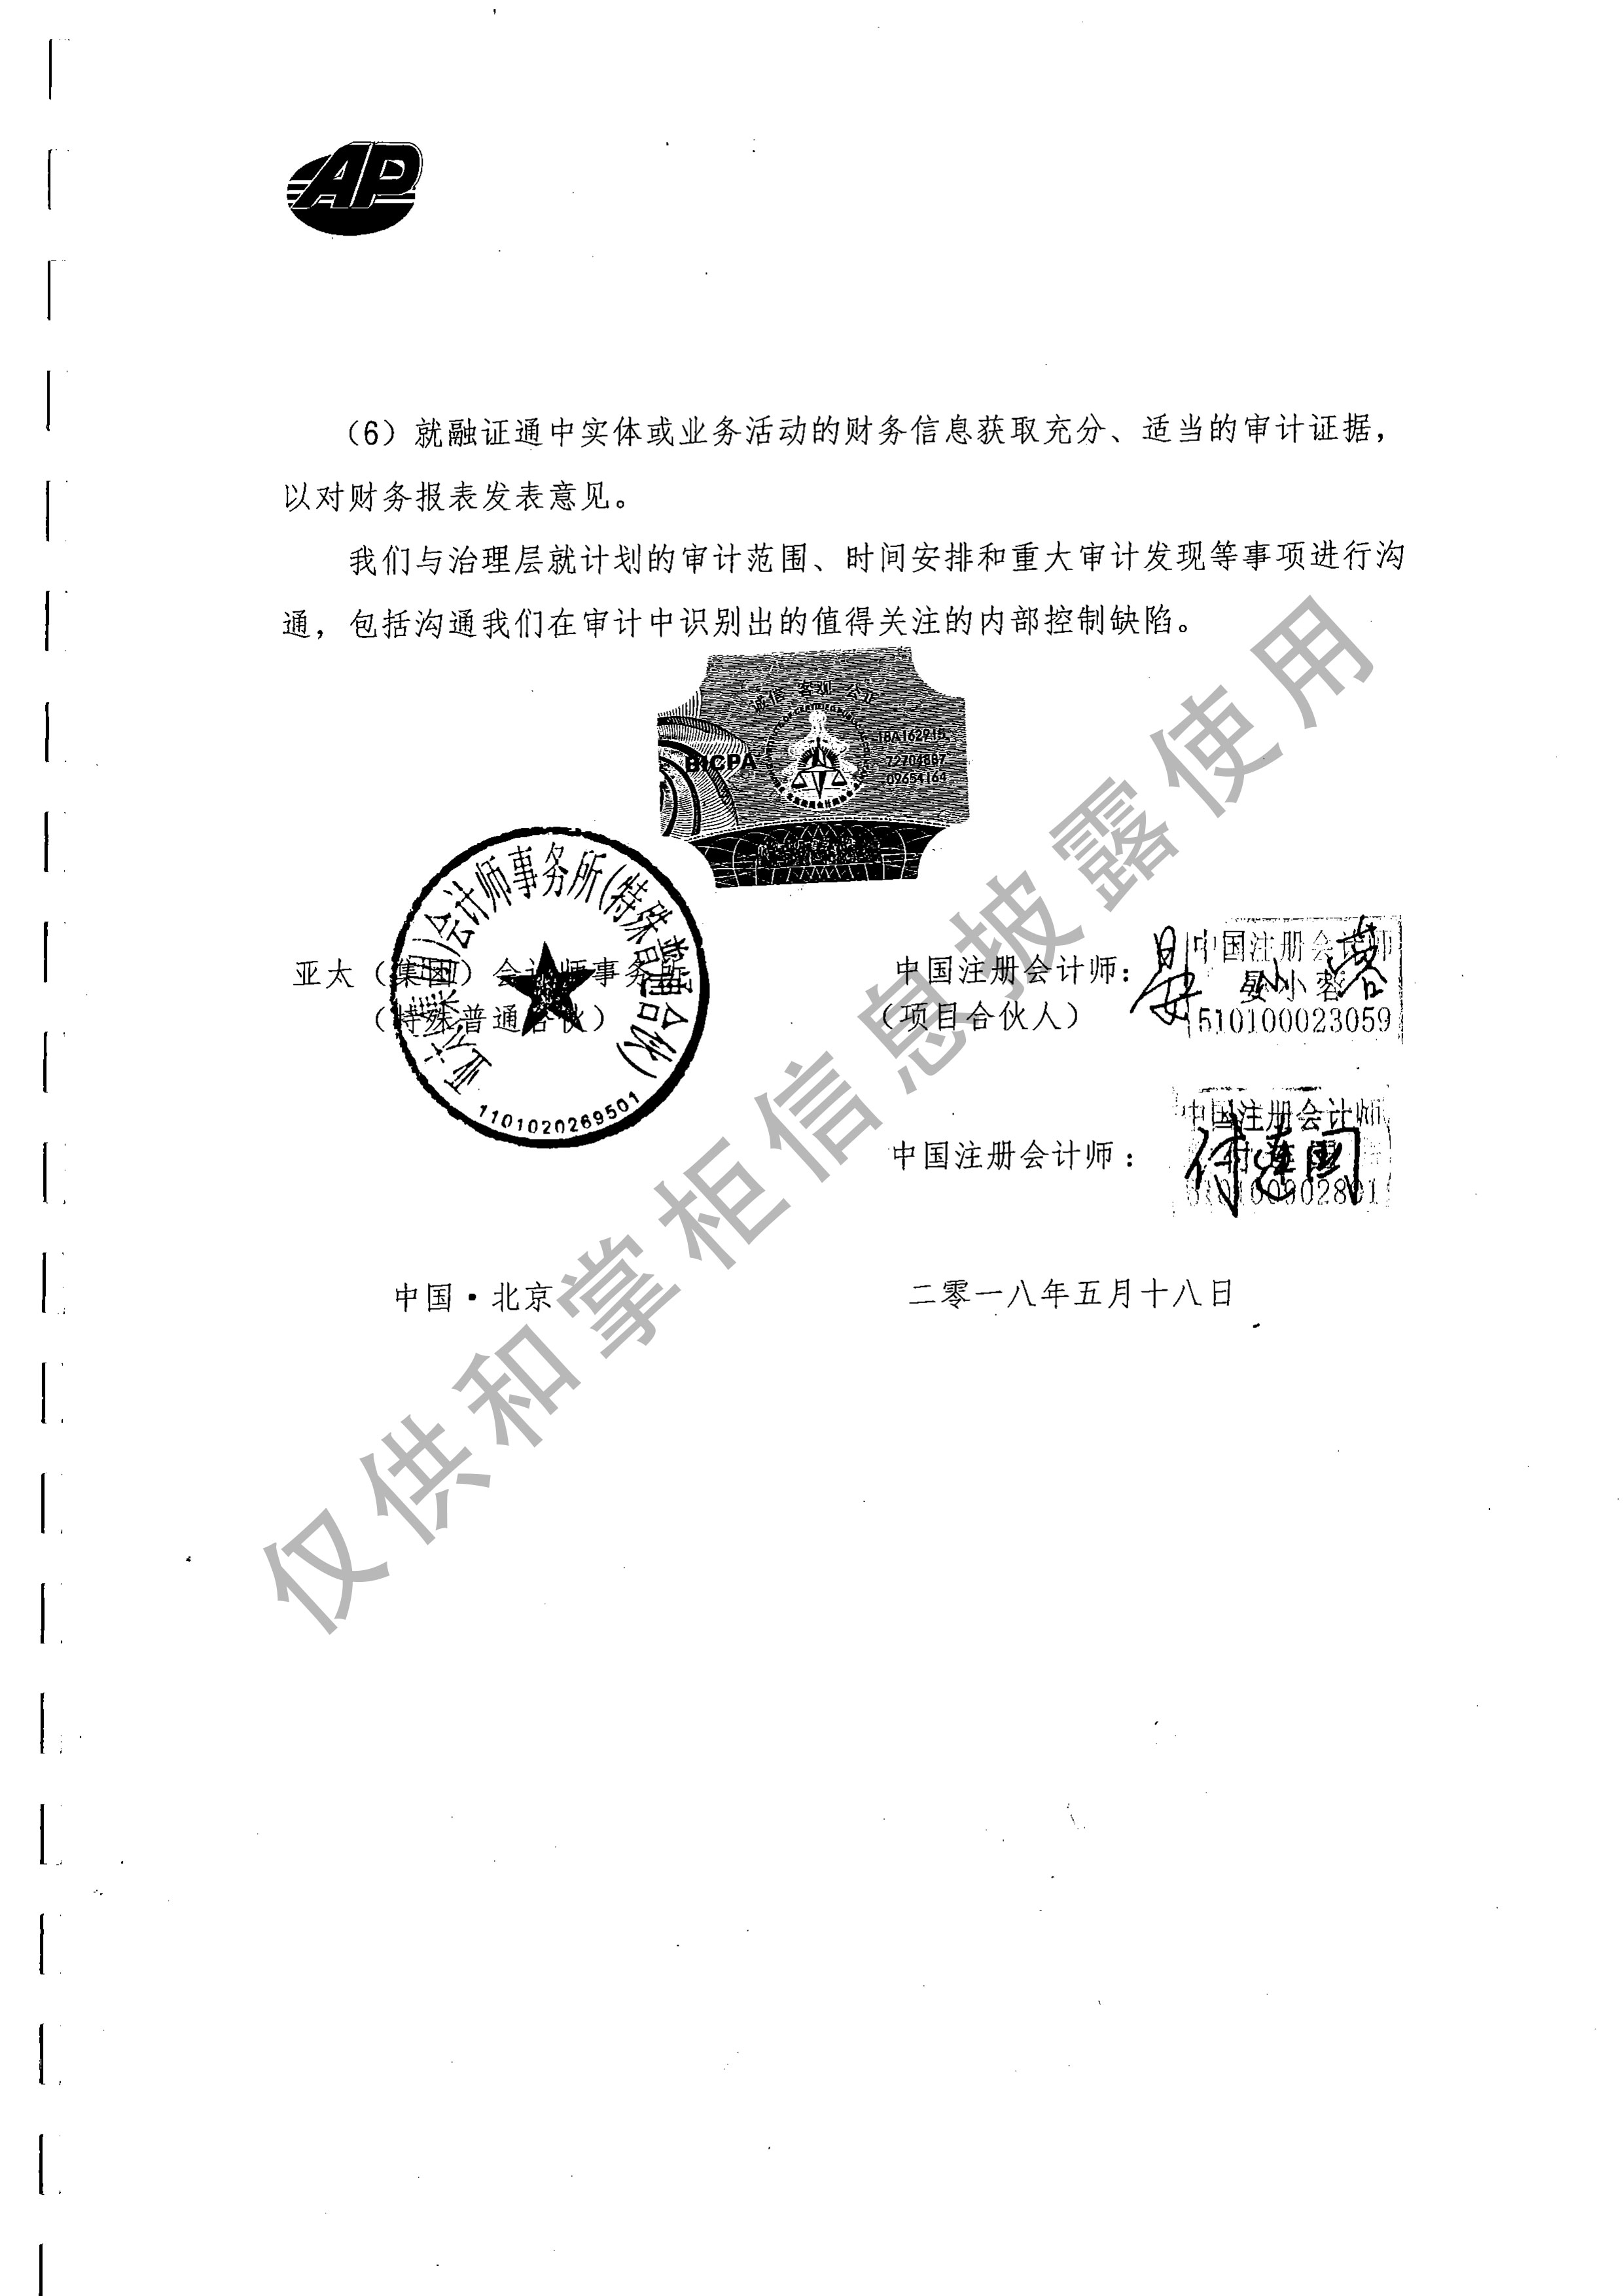 AP
（6）就融证通中实体或业务活动的财务信息获取充分、适当的审计证据，
以对财务报表发表意见。
我们与治理层就计划的审计范围、时间安排和重大审计发现等事项进行沟
通，包括沟通我们在审计中识别出的值得关注的内部控制缺陷。
诚信 客观 公正
BICPA
18A162915
72704887
09654164
亚太（集团）会计师事务所(特殊普通合伙)
1101020269501
亚太（集团）会计师事务所
（特殊普通合伙）
中国注册会计师：
（项目合伙人）
晏小蓉
中国注册会计师
晏小蓉
510100023059
中国注册会计师：
中国注册会计师
中国·北京
二零一八年五月十八日
仅供和掌柜信息披露使用